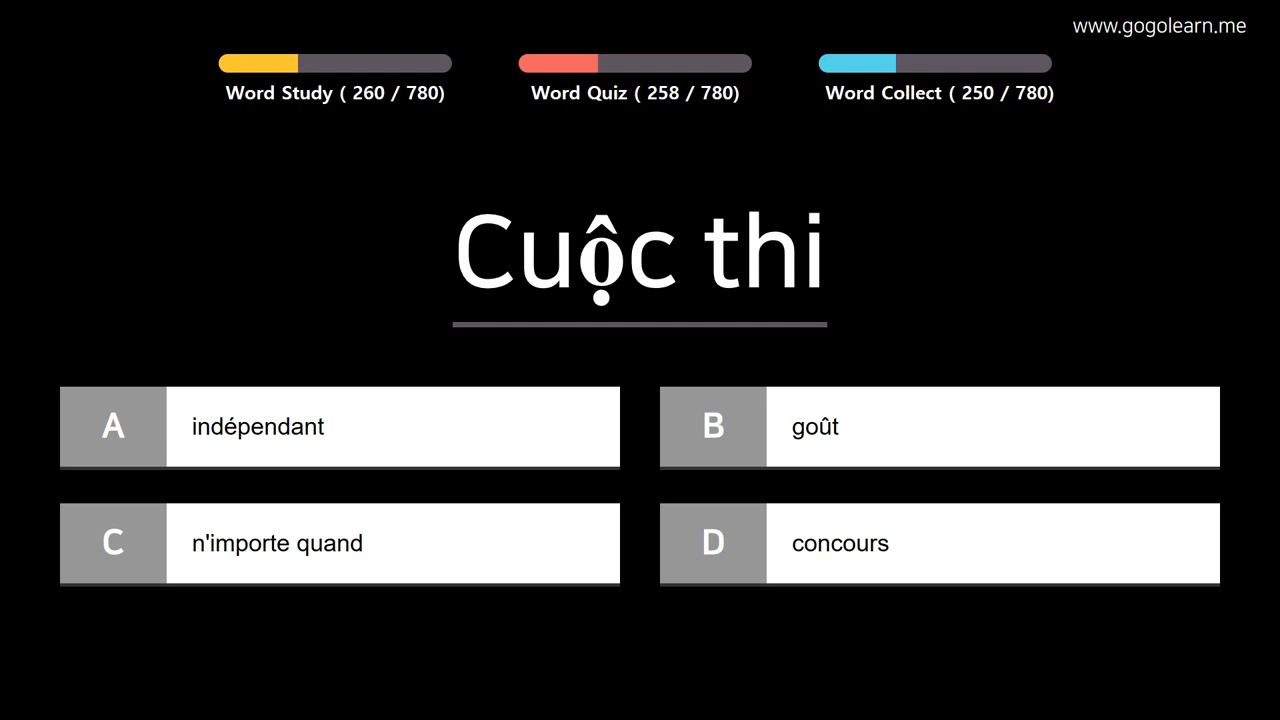 www.gogolearn.me
Word Study ( 260 / 780)
Word Quiz ( 258 / 780)
Word Collect ( 250 / 780)
Cuộc thi
A indépendant
B goût
C n'importe quand
D concours